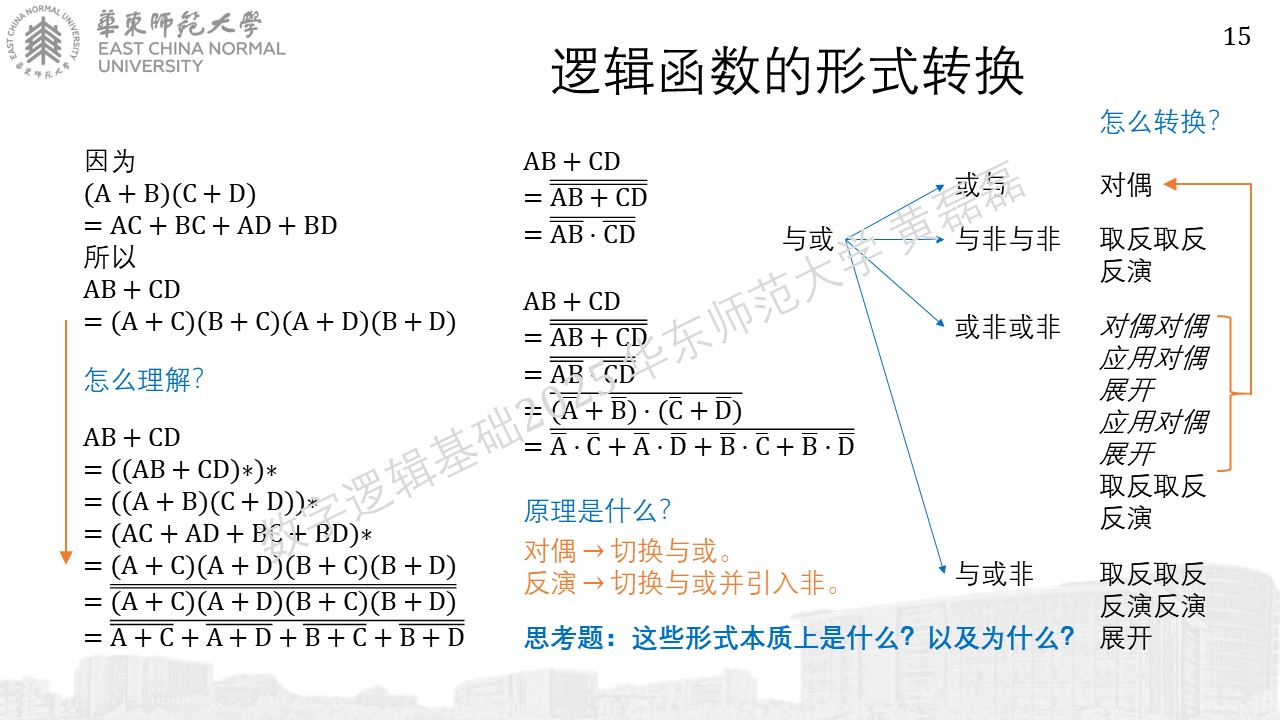 華東師範大學
EAST CHINA NORMAL
UNIVERSITY
15
逻辑函数的形式转换
因为
(A + B)(C + D)
= AC + BC + AD + BD
所以
AB + CD
= (A + C)(B + C)(A + D)(B + D)
怎么理解？
AB + CD
= ((AB + CD)∗)∗
= ((A + B)(C + D))∗
= (AC + AD + BC + BD)∗
= (A + C)(A + D)(B + C)(B + D)
= \overline{\overline{(A + C)(A + D)(B + C)(B + D)}}
= \overline{\overline{A + C} + \overline{A + D} + \overline{B + C} + \overline{B + D}}
AB + CD
= \overline{\overline{AB + CD}}
= \overline{\overline{AB} · \overline{CD}}
AB + CD
= \overline{\overline{AB + CD}}
= \overline{\overline{AB} · \overline{CD}}
= \overline{(\overline{A} + \overline{B}) · (\overline{C} + \overline{D})}
= \overline{\overline{A} · \overline{C} + \overline{A} · \overline{D} + \overline{B} · \overline{C} + \overline{B} · \overline{D}}
原理是什么？
对偶 → 切换与或。
反演 → 切换与或并引入非。
思考题：这些形式本质上是什么？以及为什么？
怎么转换？
与或
或与
对偶
与非与非
取反取反
反演
或非或非
对偶对偶
应用对偶
展开
应用对偶
展开
取反取反
反演
与或非
取反取反
反演反演
展开
数字逻辑基础2025 华东师范大学 黄磊磊